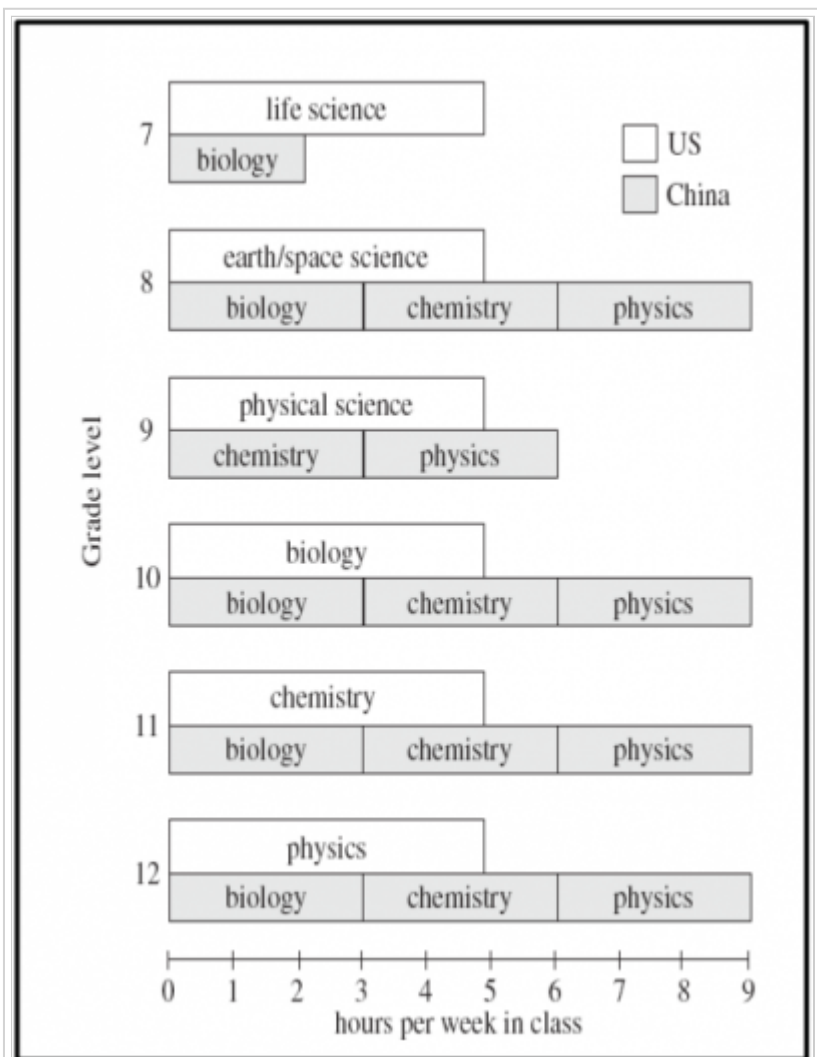 life science
7
biology
US
China
earth/space science
8
biology chemistry physics
physical science
9
chemistry physics
Grade level
biology
10
biology chemistry physics
chemistry
11
biology chemistry physics
physics
12
biology chemistry physics
0 1 2 3 4 5 6 7 8 9
hours per week in class